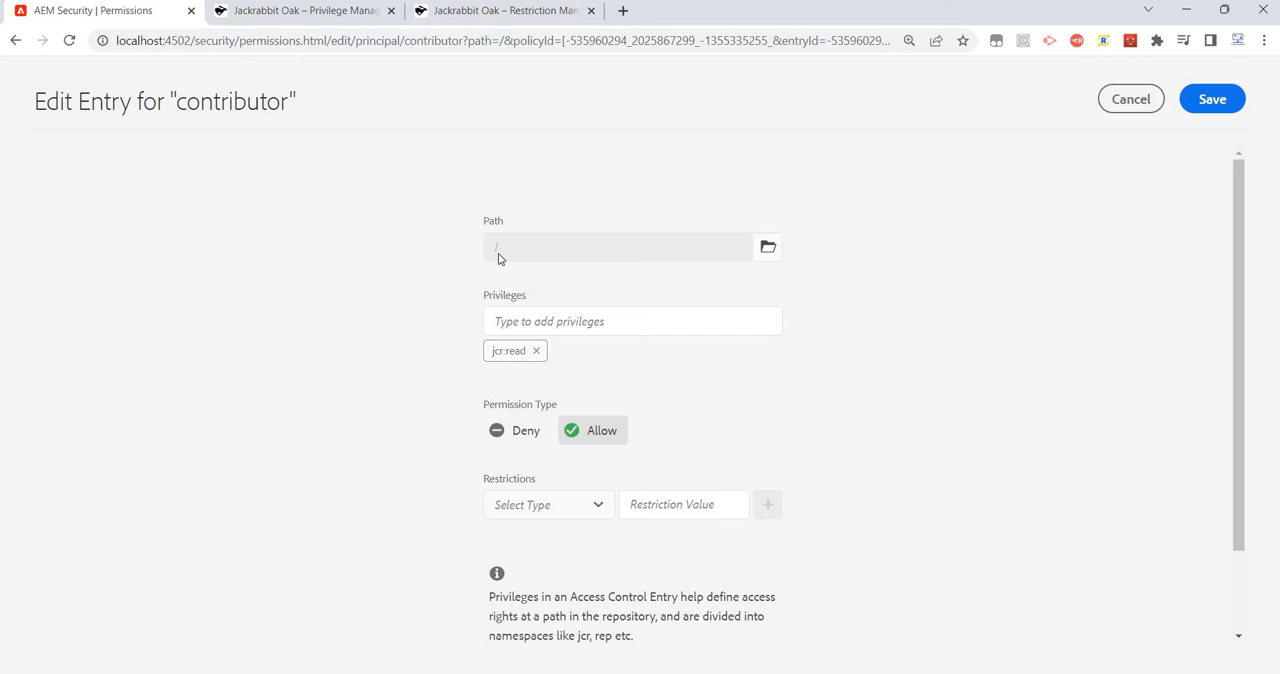 AEM Security | Permissions
Jackrabbit Oak – Privilege Manag
Jackrabbit Oak – Restriction Man
localhost:4502/security/permissions.html/edit/principal/contributor?path=/&policyId=[-535960294_2025867299_-1355335255_&entryId=-53596029...
Edit Entry for "contributor"
Cancel
Save
Path
/
Privileges
Type to add privileges
jcr:read
Permission Type
Deny
Allow
Restrictions
Select Type
Restriction Value
Privileges in an Access Control Entry help define access
rights at a path in the repository, and are divided into
namespaces like jcr, rep etc.